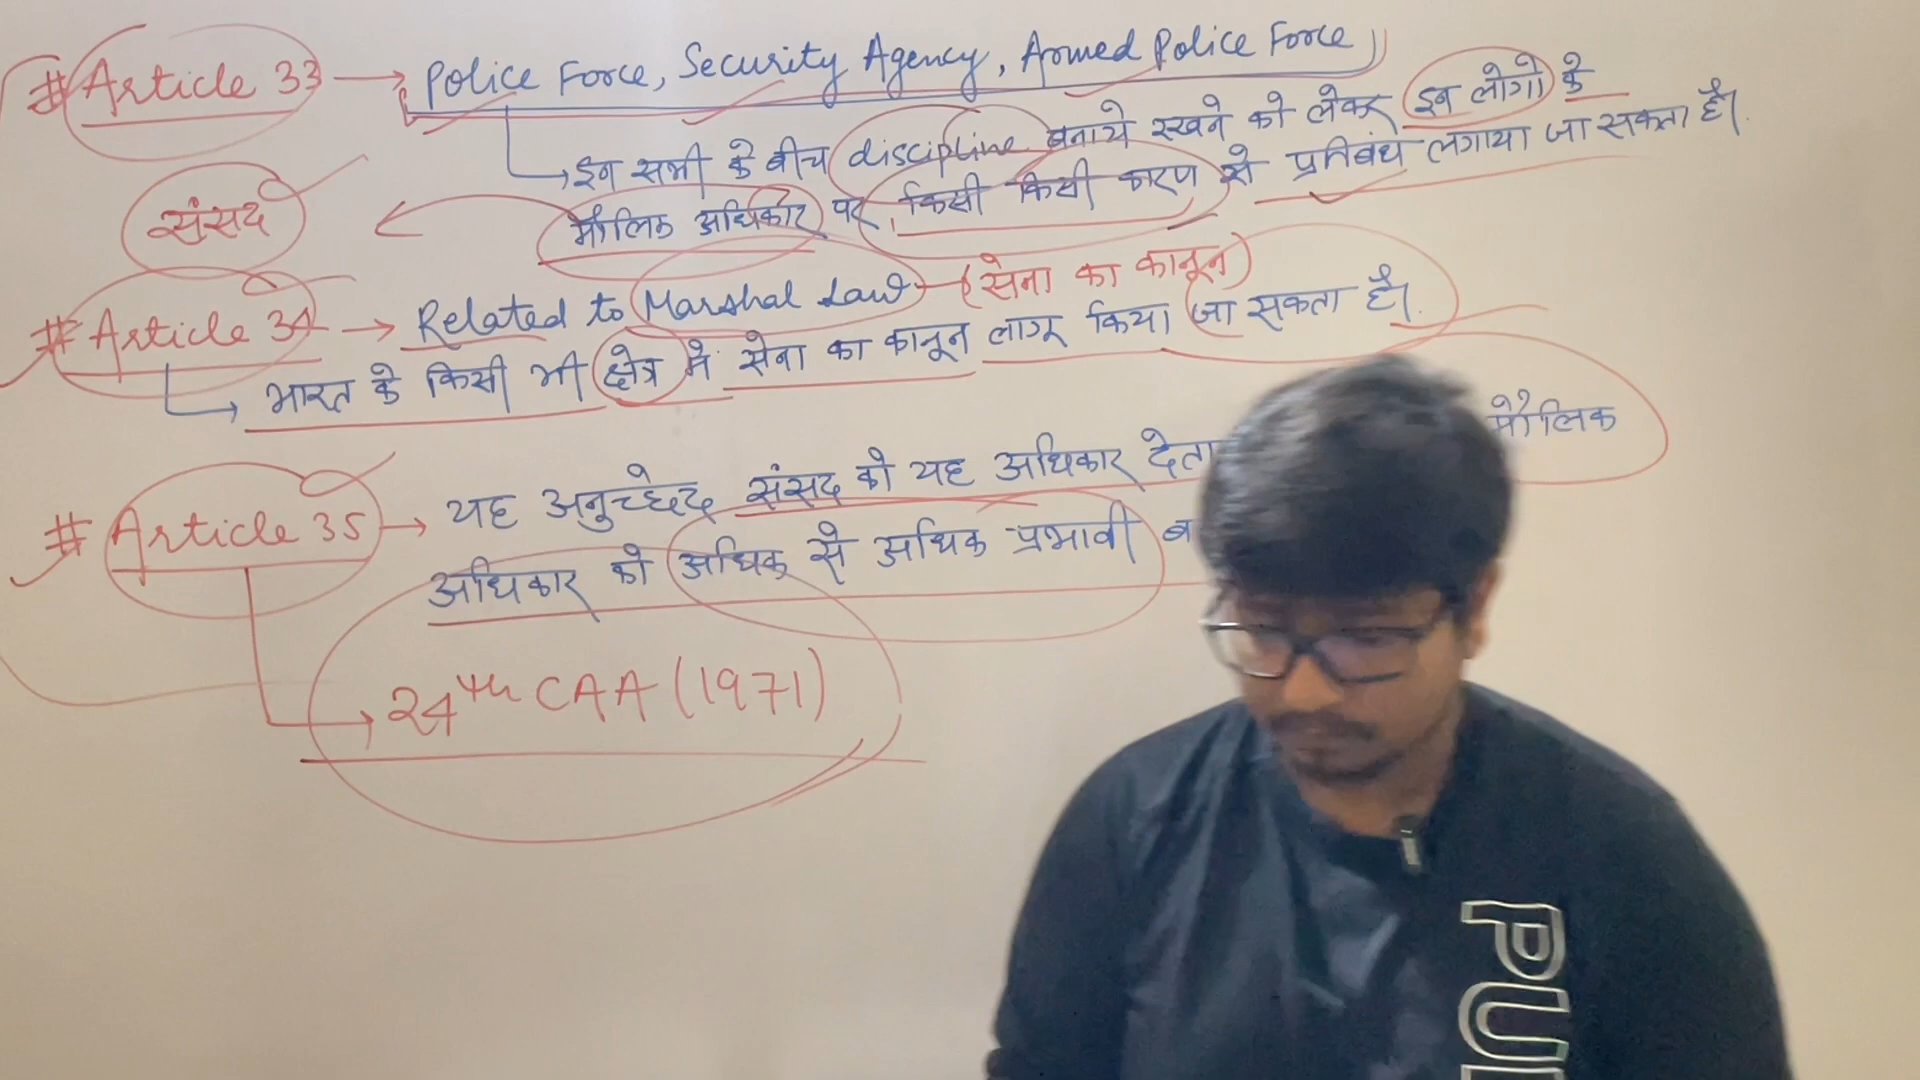 # Article 33 → Police Force, Security Agency, Armed Police Force
इन सभी के बीच discipline बनाये रखने को लेकर इन लोगो के
मौलिक अधिकार पर किसी किसी कारण से प्रतिबंध लगाया जा सकता है।
संसद
# Article 34 → Related to Marshal Law - (सेना का कानून)
भारत के किसी भी क्षेत्र में सेना का कानून लागू किया जा सकता है।
# Article 35 → यह अनुच्छेद संसद को यह अधिकार देता मौलिक
अधिकार को अधिक से अधिक प्रभावी
24th CAA (1971)
PU